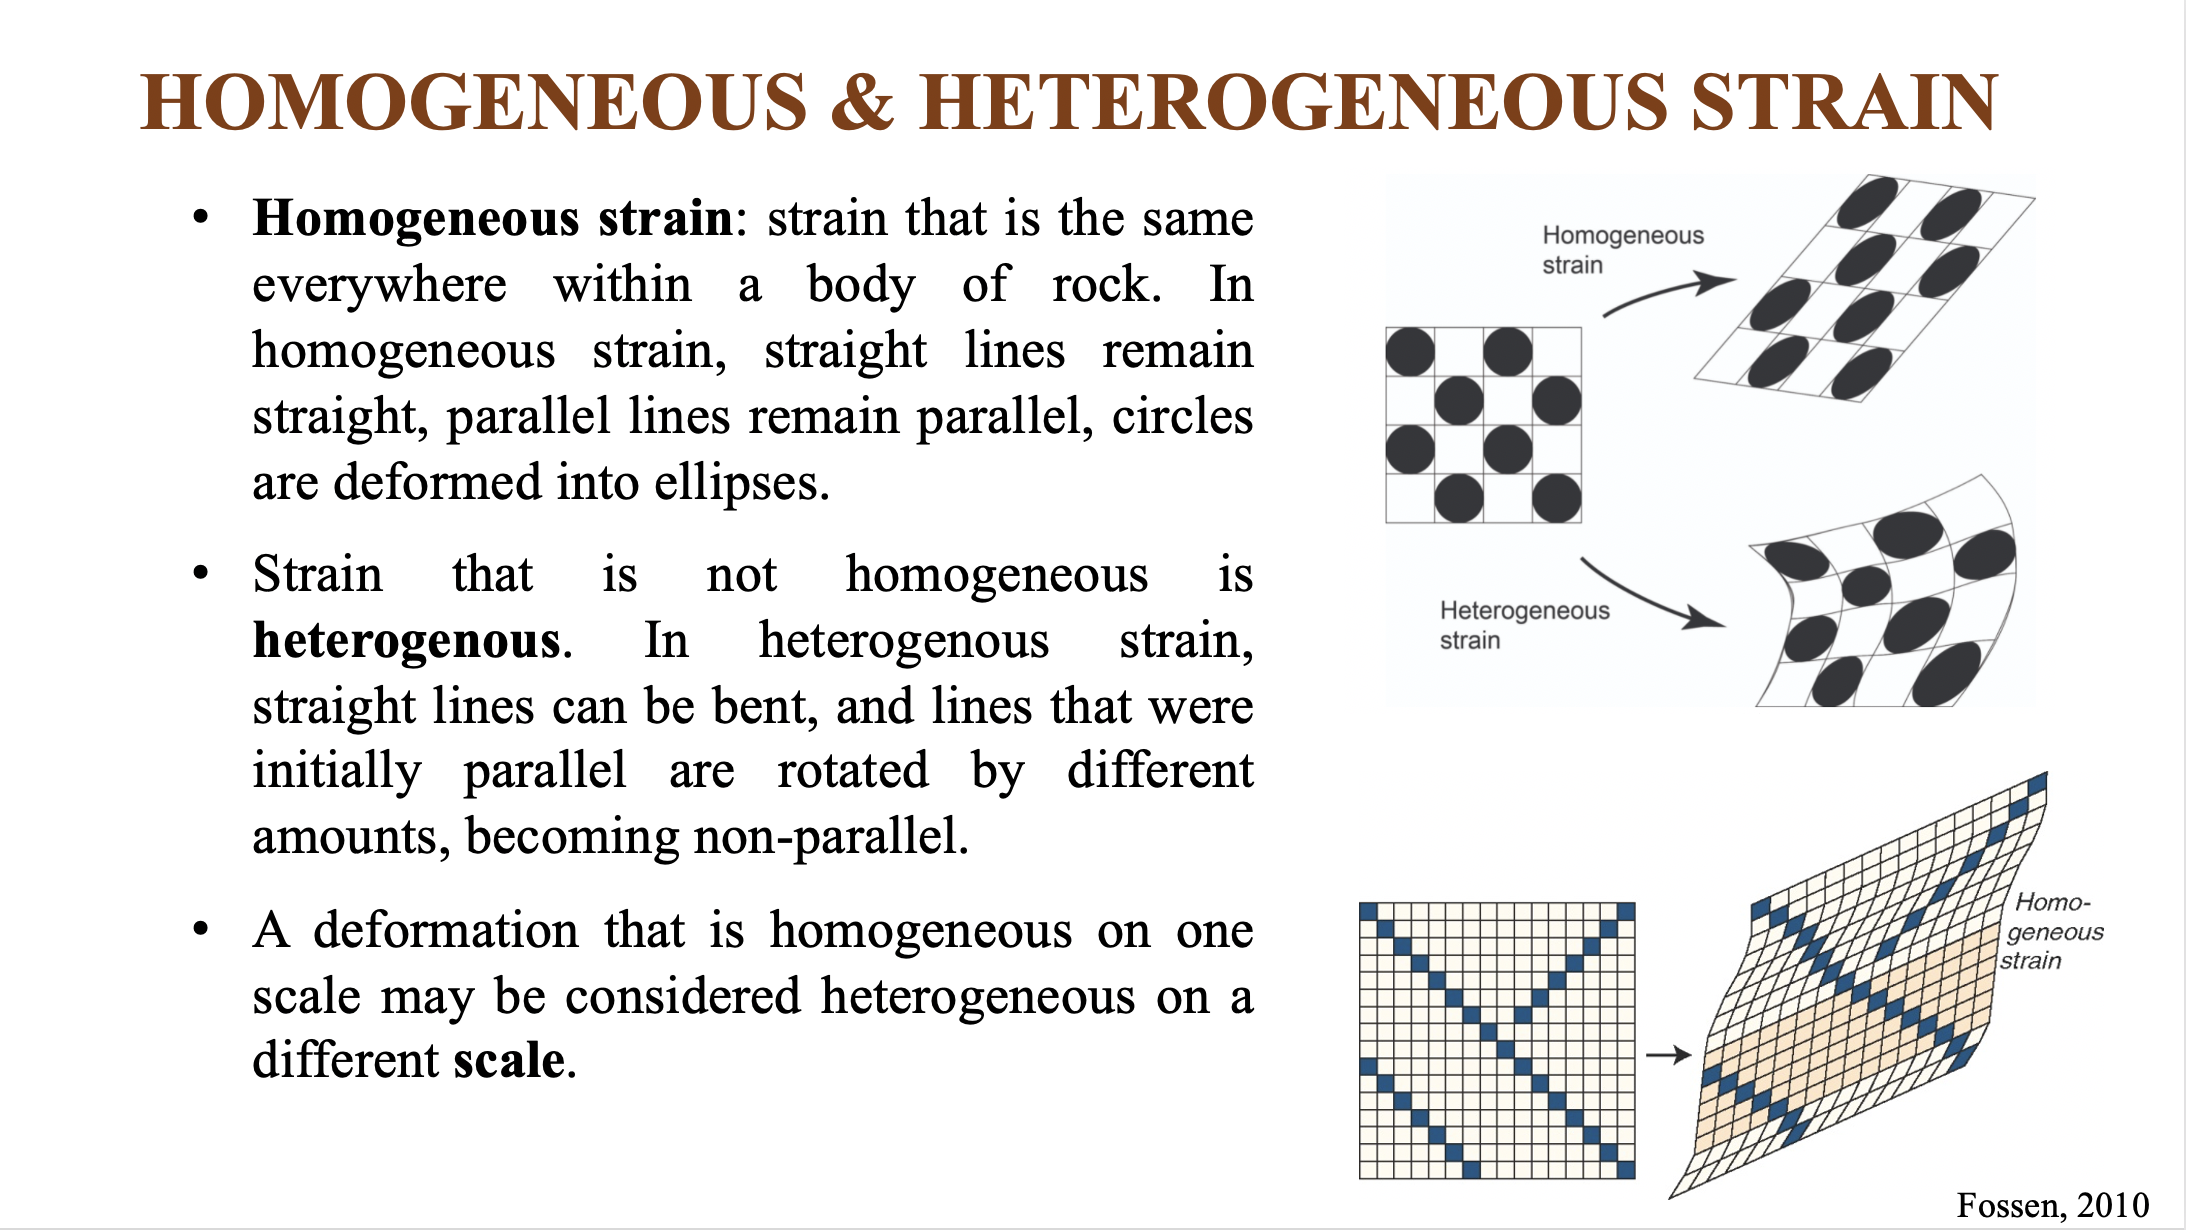 HOMOGENEOUS & HETEROGENEOUS STRAIN
• Homogeneous strain: strain that is the same
everywhere within a body of rock. In
homogeneous strain, straight lines remain
straight, parallel lines remain parallel, circles
are deformed into ellipses.
• Strain that is not homogeneous is
heterogenous. In heterogenous strain,
straight lines can be bent, and lines that were
initially parallel are rotated by different
amounts, becoming non-parallel.
• A deformation that is homogeneous on one
scale may be considered heterogeneous on a
different scale.
Homogeneous
strain
Heterogeneous
strain
Homo-
geneous
strain
Fossen, 2010